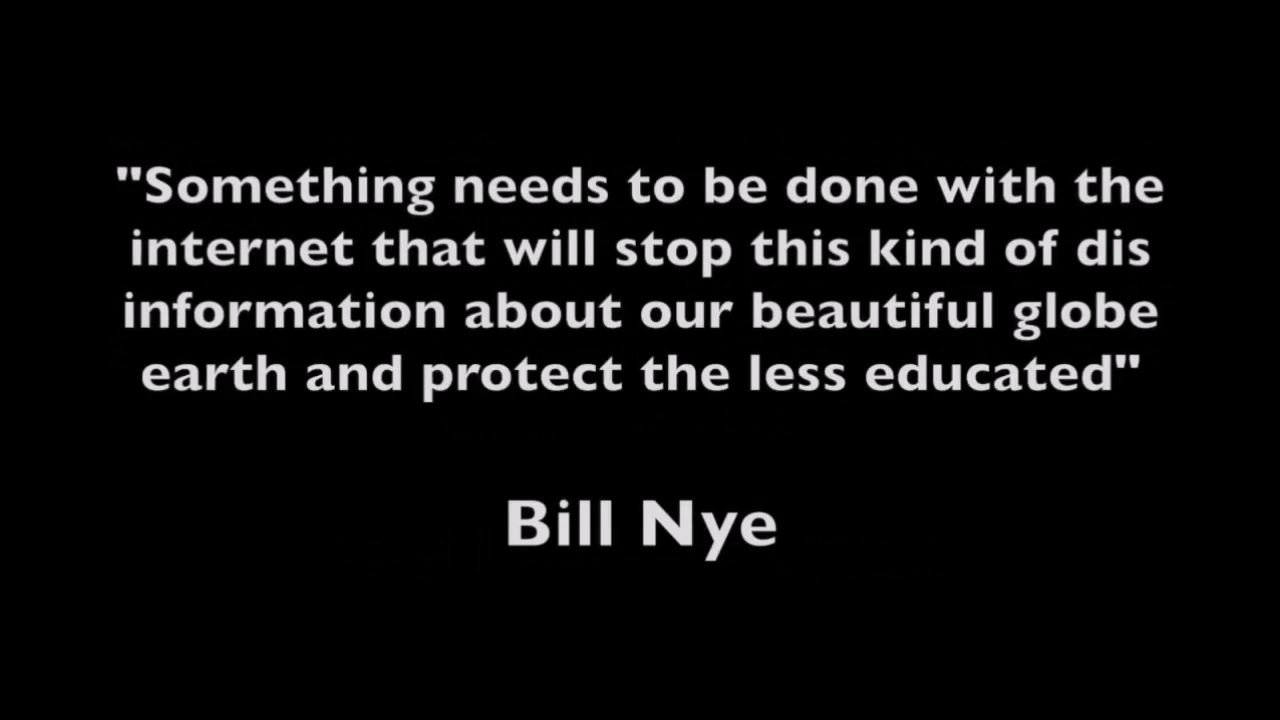 "Something needs to be done with the
internet that will stop this kind of dis
information about our beautiful globe
earth and protect the less educated"
Bill Nye